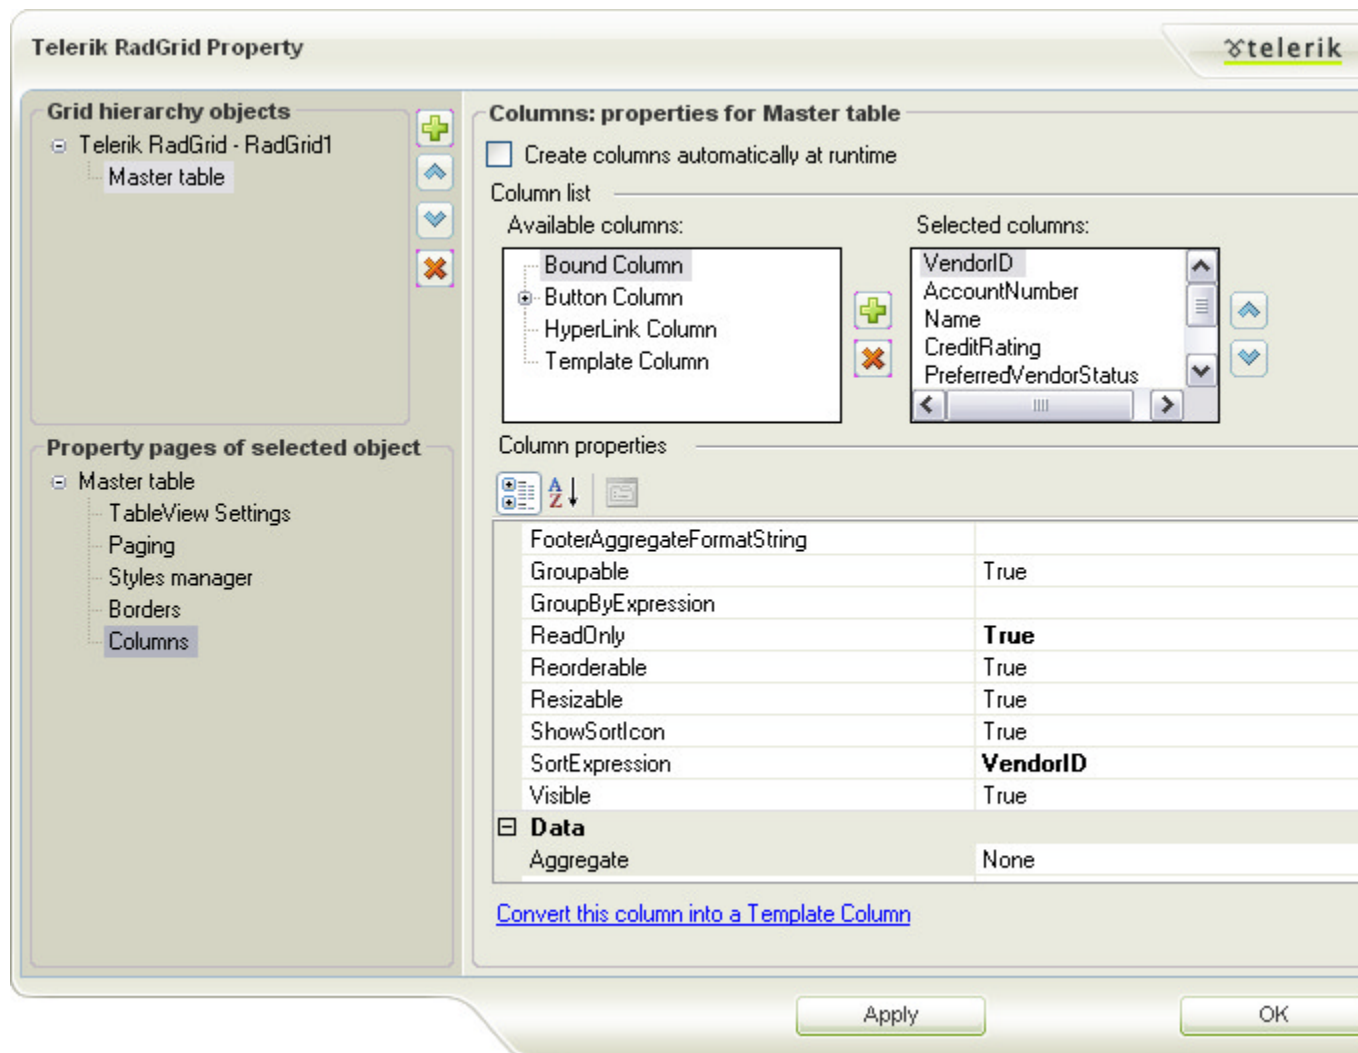 Telerik RadGrid Property
telerik
Grid hierarchy objects
Telerik RadGrid - RadGrid1
Master table
Property pages of selected object
Master table
TableView Settings
Paging
Styles manager
Borders
Columns
Columns: properties for Master table
Create columns automatically at runtime
Column list
Available columns:
Bound Column
Button Column
HyperLink Column
Template Column
Selected columns:
VendorID
AccountNumber
Name
CreditRating
PreferredVendorStatus
Column properties
A
Z
FooterAggregateFormatString
Groupable True
GroupByExpression
ReadOnly True
Reorderable True
Resizable True
ShowSortIcon True
SortExpression VendorID
Visible True
Data
Aggregate None
Convert this column into a Template Column
Apply
OK